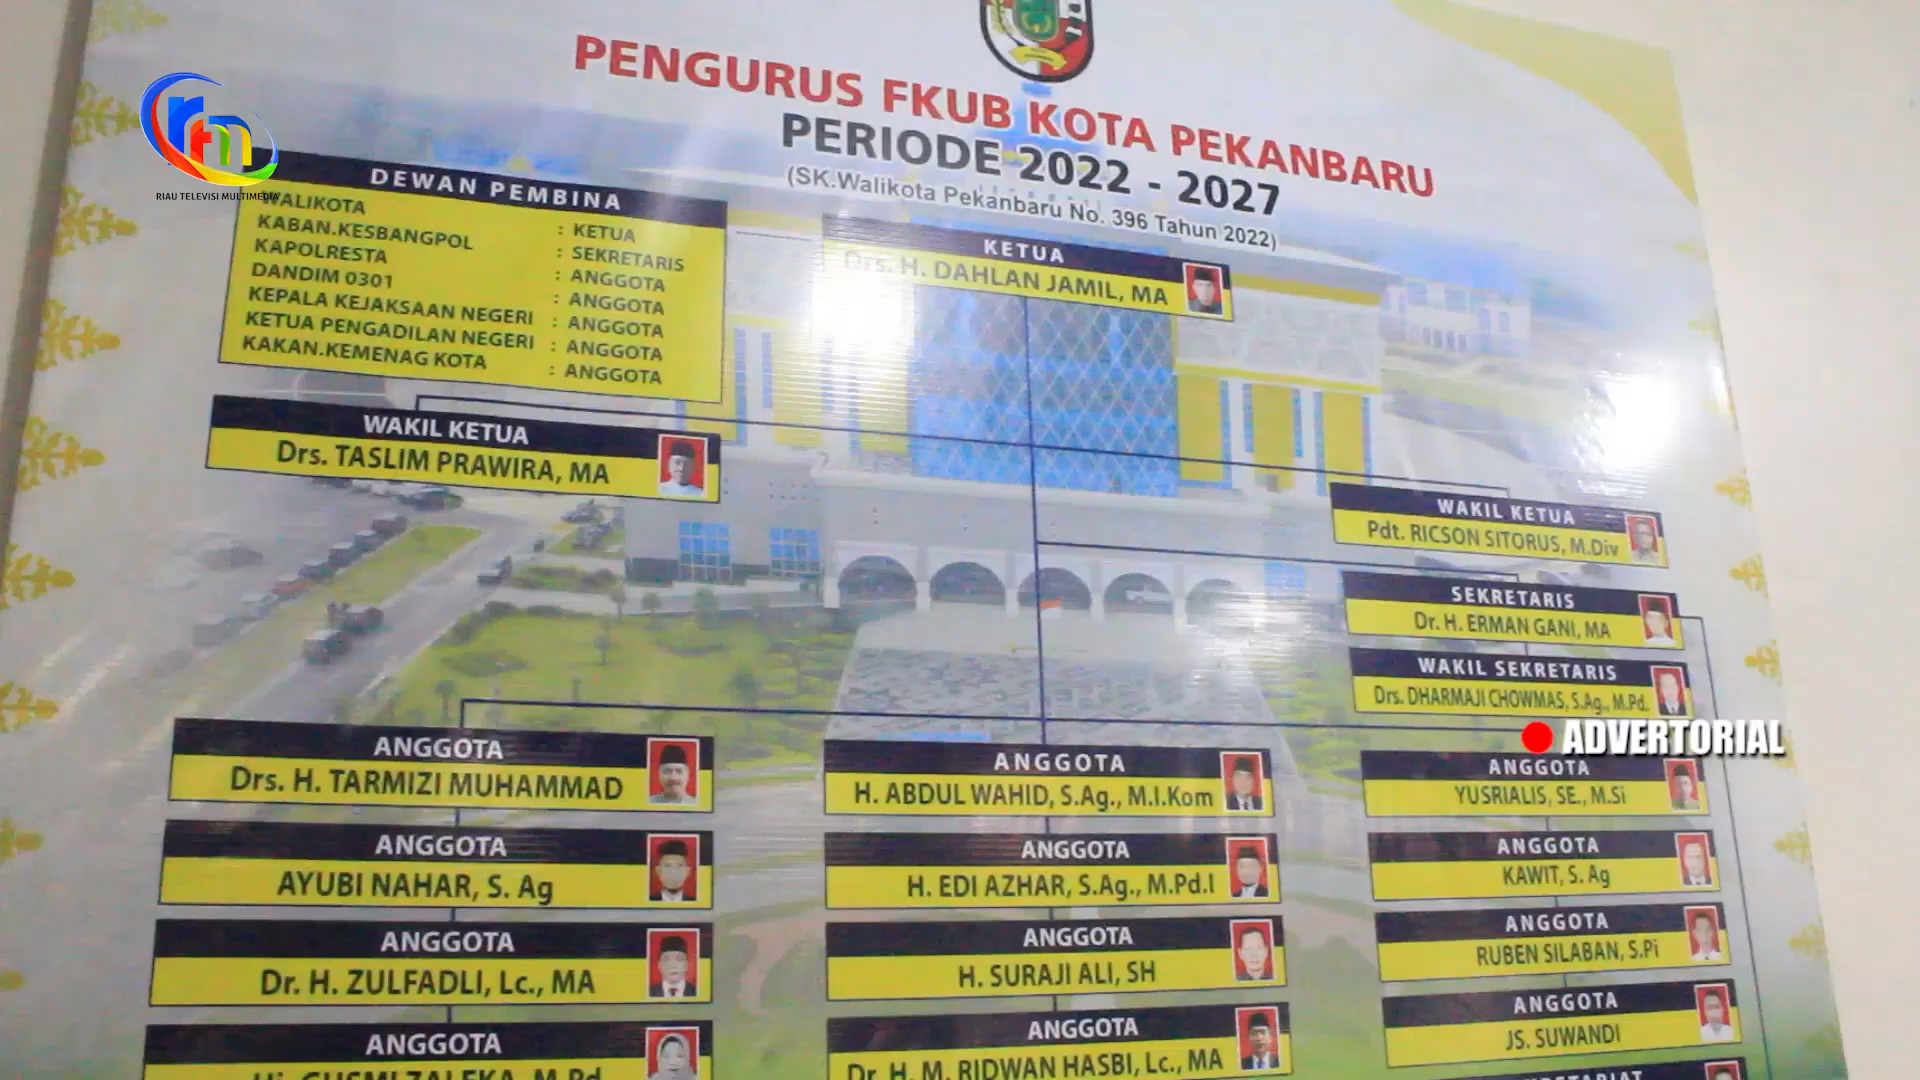 PENGURUS FKUB KOTA PEKANBARU
PERIODE 2022 - 2027
(SK.Walikota Pekanbaru No. 396 Tahun 2022)
rtm
RIAU TELEVISI MULTIMEDIA
DEWAN PEMBINA
WALIKOTA : KETUA
KABAN.KESBANGPOL : SEKRETARIS
KAPOLRESTA : ANGGOTA
DANDIM 0301 : ANGGOTA
KEPALA KEJAKSAAN NEGERI : ANGGOTA
KETUA PENGADILAN NEGERI : ANGGOTA
KAKAN.KEMENAG KOTA : ANGGOTA
KETUA
Drs. H. DAHLAN JAMIL, MA
WAKIL KETUA
Drs. TASLIM PRAWIRA, MA
WAKIL KETUA
Pdt. RICSON SITORUS, M.Div
SEKRETARIS
Dr. H. ERMAN GANI, MA
WAKIL SEKRETARIS
Drs. DHARMAJI CHOWMAS, S.Ag., M.Pd.
ADVERTORIAL
ANGGOTA
Drs. H. TARMIZI MUHAMMAD
ANGGOTA
AYUBI NAHAR, S. Ag
ANGGOTA
Dr. H. ZULFADLI, Lc., MA
ANGGOTA
ANGGOTA
H. ABDUL WAHID, S.Ag., M.I.Kom
ANGGOTA
H. EDI AZHAR, S.Ag., M.Pd.I
ANGGOTA
H. SURAJI ALI, SH
ANGGOTA
Dr. H. M. RIDWAN HASBI, Lc., MA
ANGGOTA
YUSRIALIS, SE., M.Si
ANGGOTA
KAWIT, S. Ag
ANGGOTA
RUBEN SILABAN, S.Pi
ANGGOTA
JS. SUWANDI